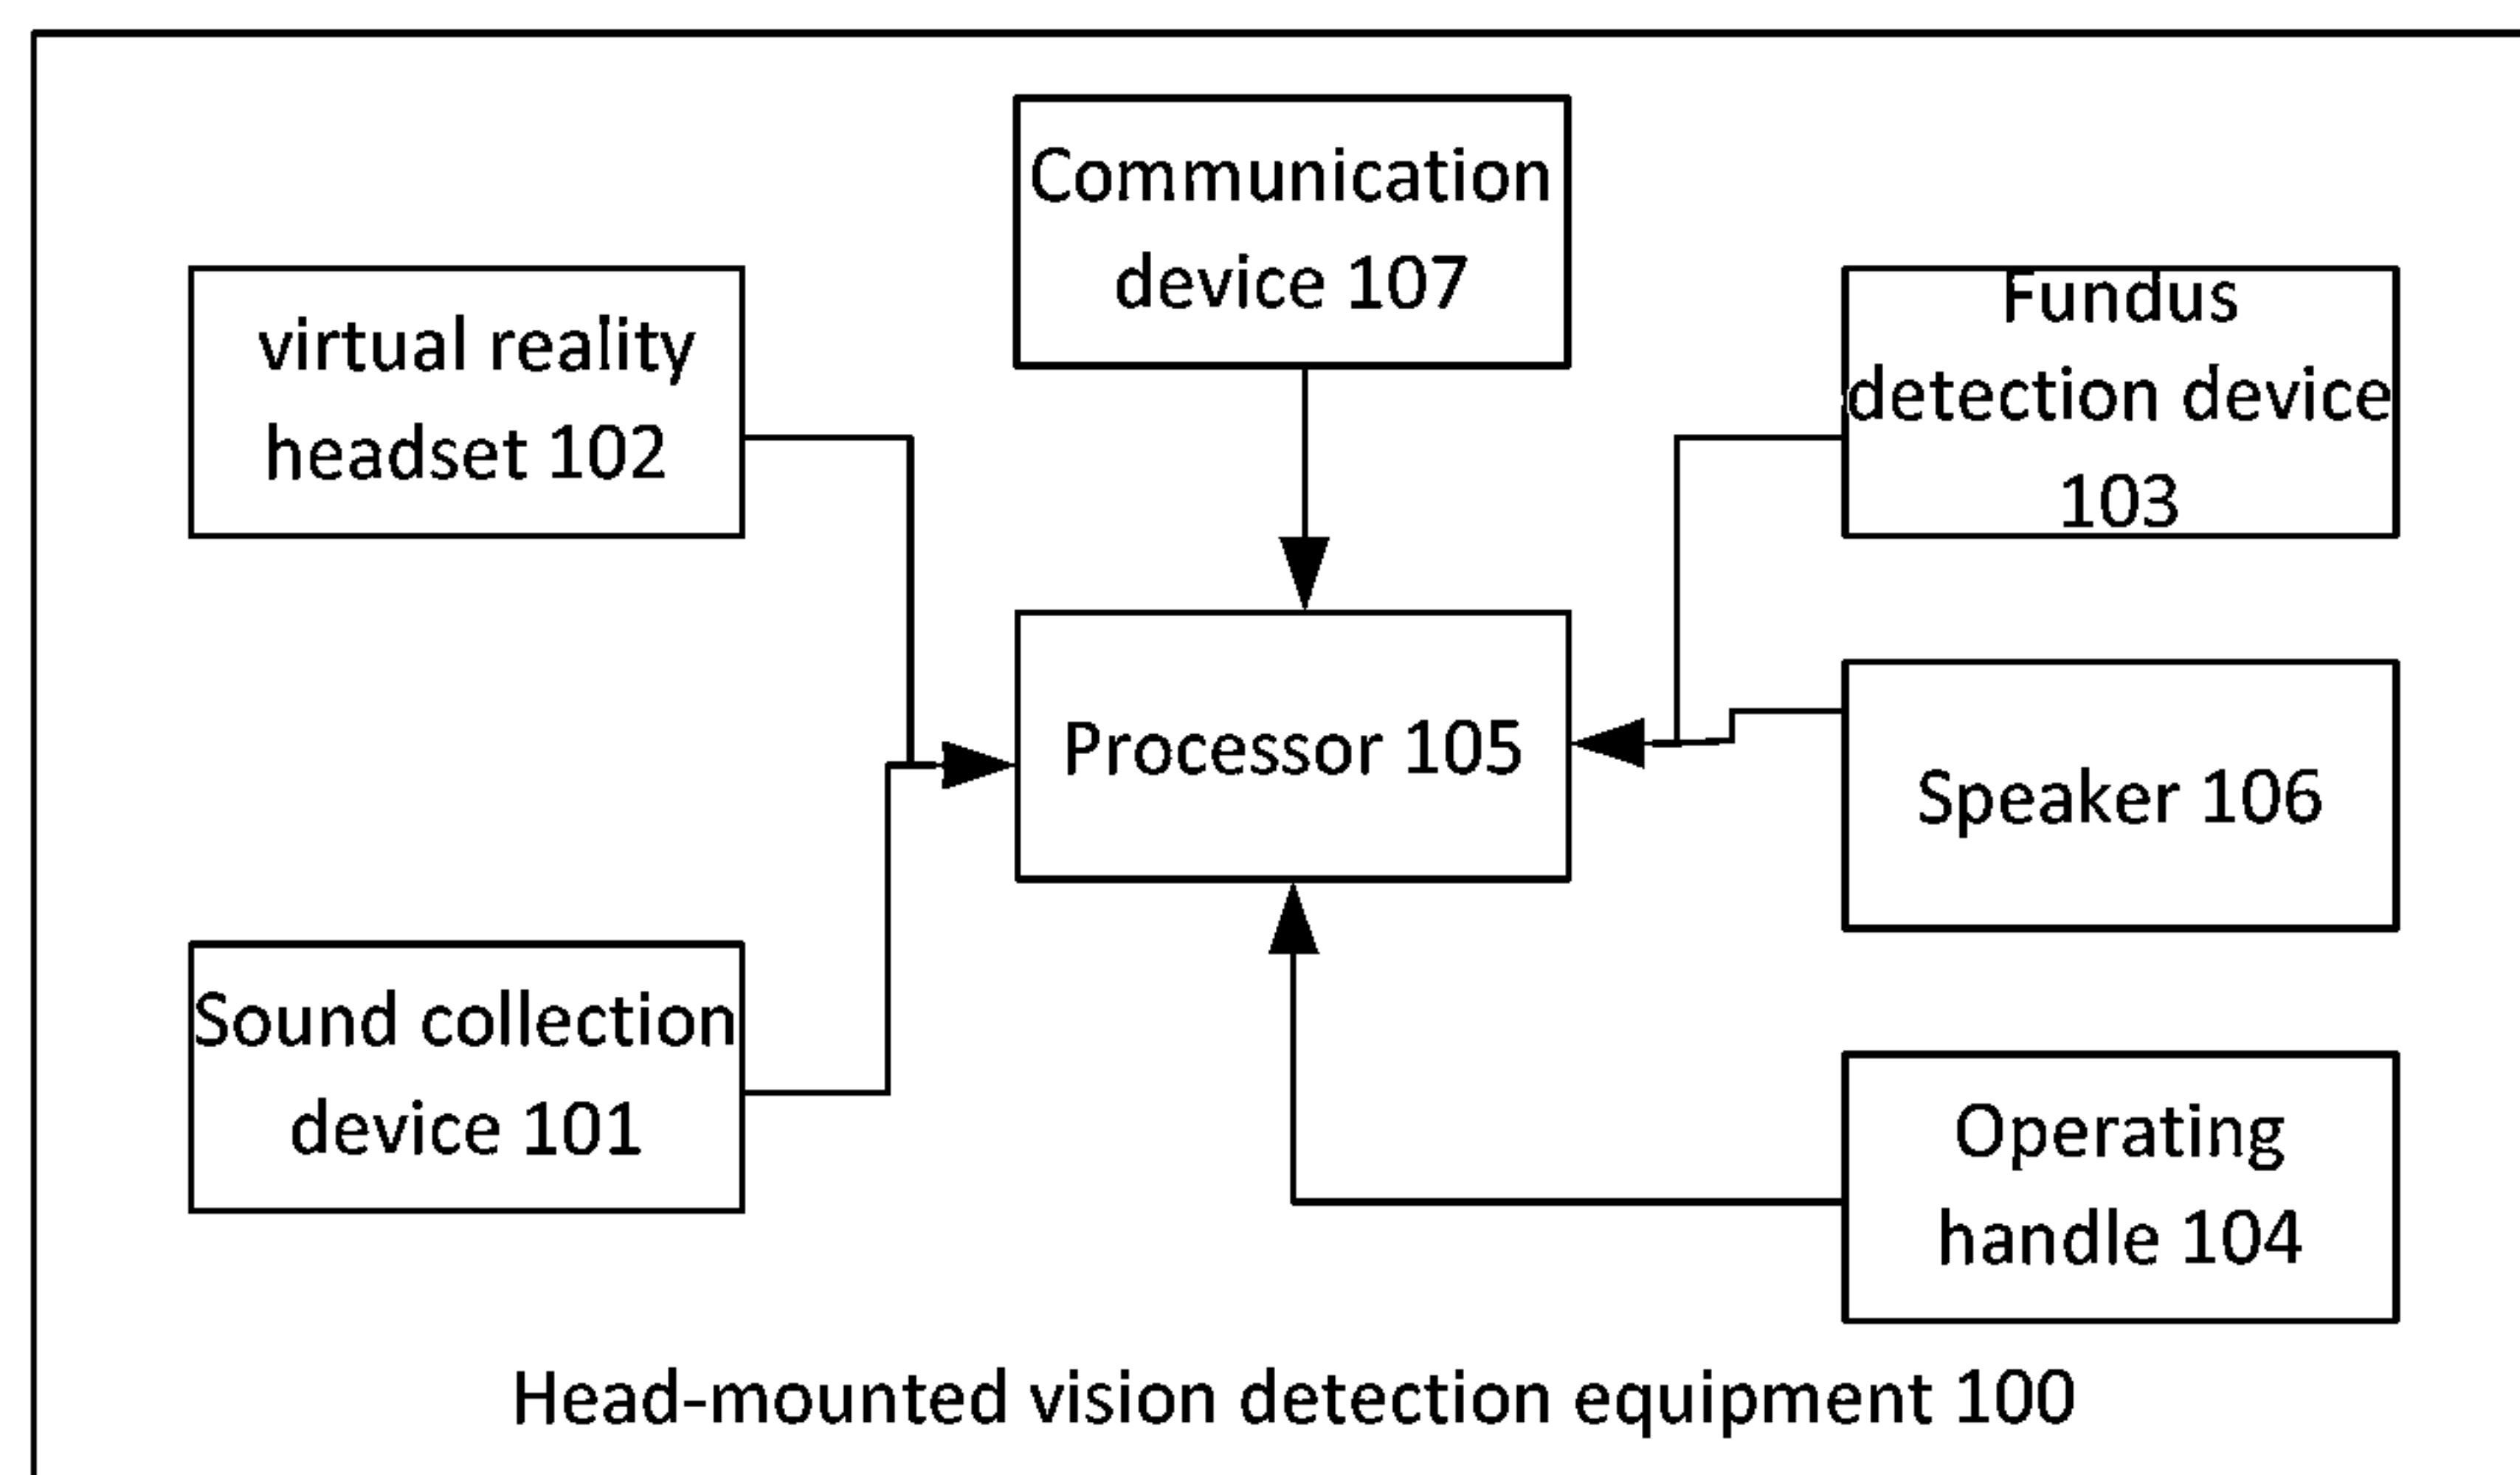 Communication
device 107
virtual reality
headset 102
Fundus
detection device
103
Processor 105
Speaker 106
Sound collection
device 101
Operating
handle 104
Head-mounted vision detection equipment 100